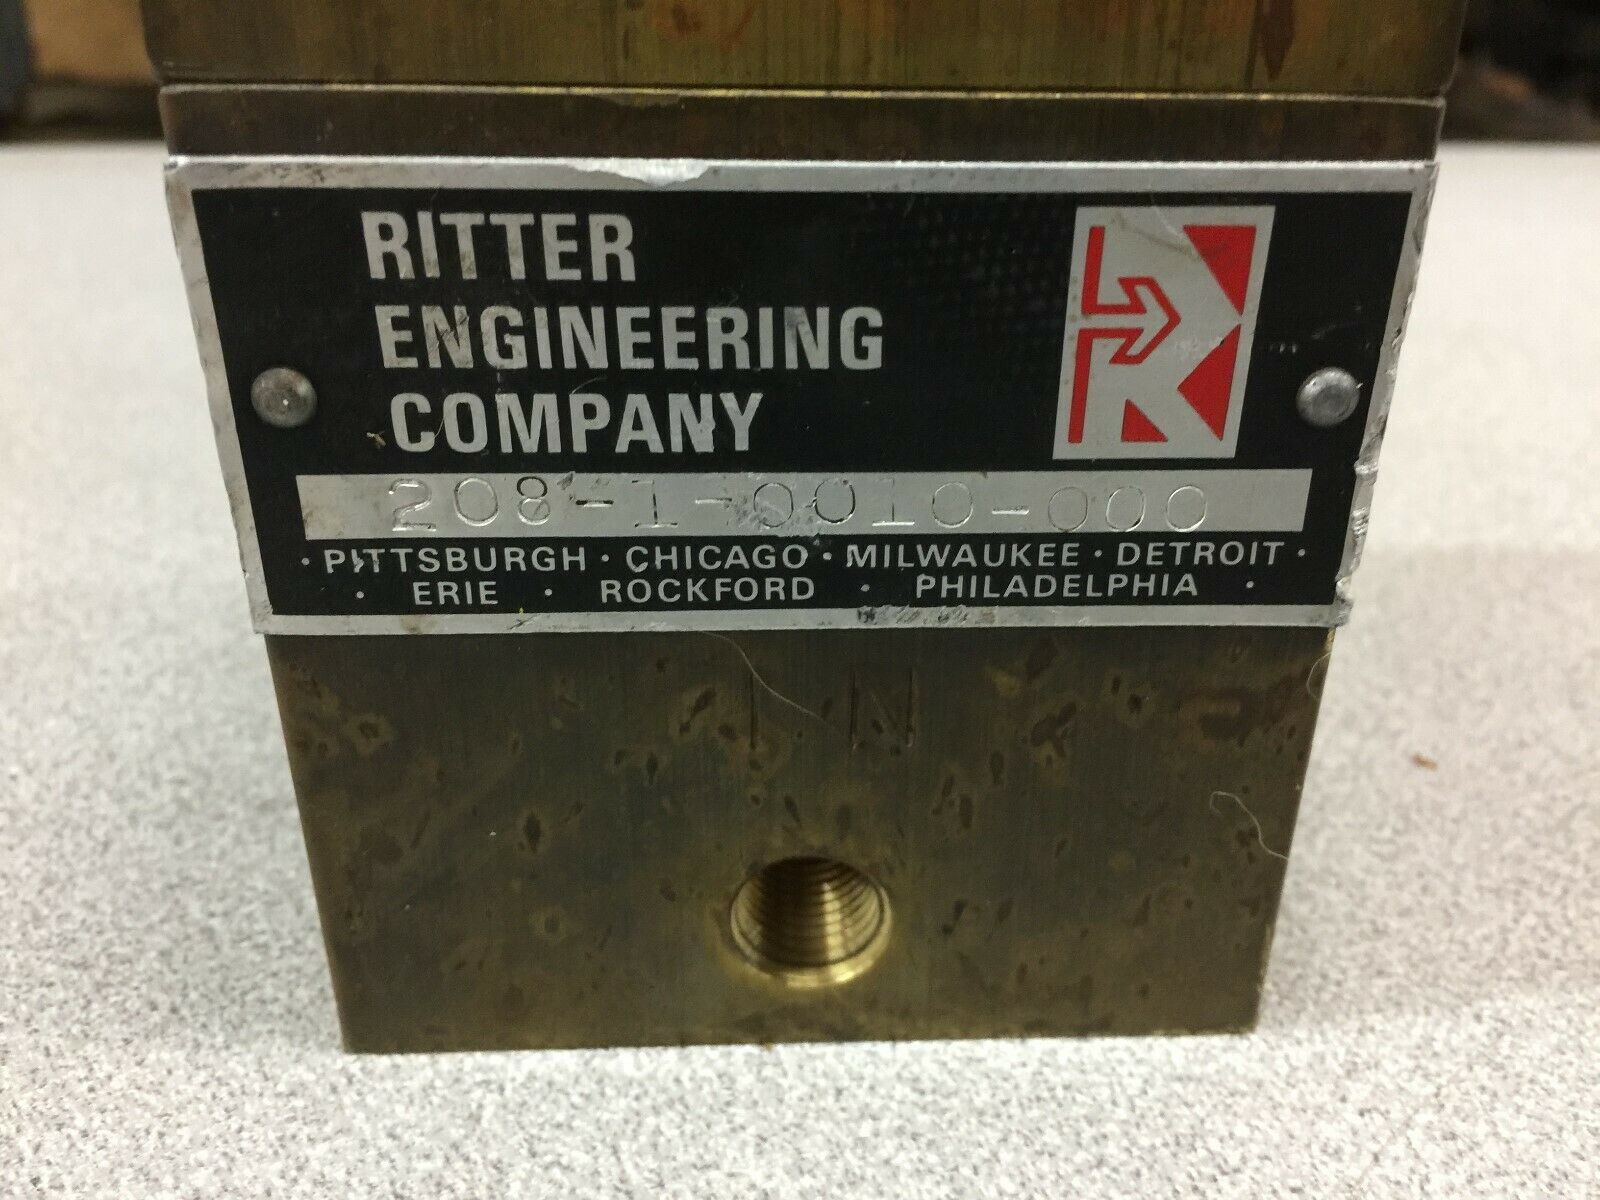 RITTER
ENGINEERING
COMPANY
208-1-0010-000
· PITTSBURGH · CHICAGO · MILWAUKEE · DETROIT ·
· ERIE · ROCKFORD · PHILADELPHIA ·
IN